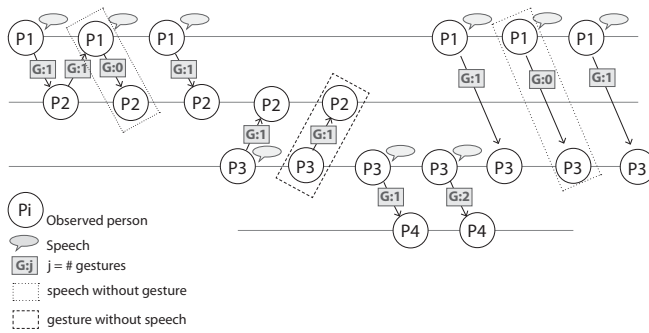 P1 P1 P1 P1 P1 P1
G:1 G:1 G:0 G:1 G:1 G:0 G:1
P2 P2 P2 P2 P2
G:1 G:1
P3 P3 P3 P3 P3 P3 P3
G:1 G:2
P4 P4
Pi Observed person
Speech
G:j j = # gestures
speech without gesture
gesture without speech